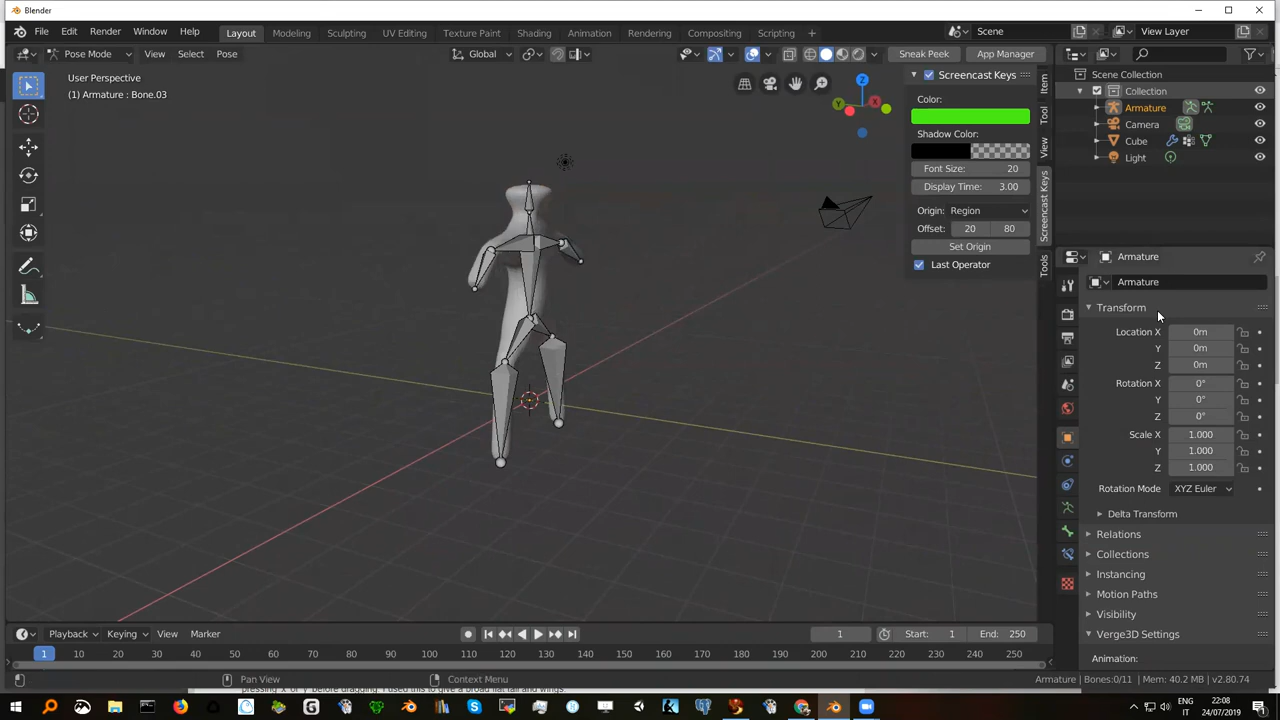 Blender
File Edit Render Window Help
Layout Modeling Sculpting UV Editing Texture Paint Shading Animation Rendering Compositing Scripting +
Scene
View Layer
Pose Mode View Select Pose
Global
Sneak Peek App Manager
User Perspective
(1) Armature : Bone.03
Z
X
Y
Screencast Keys
Color:
Shadow Color:
Font Size: 20
Display Time: 3.00
Origin: Region
Offset: 20 80
Set Origin
Last Operator
Item
Tool
View
Screencast Keys
Tools
Scene Collection
Collection
Armature
Camera
Cube
Light
Armature
Armature
Transform
Location X 0m
Y 0m
Z 0m
Rotation X 0°
Y 0°
Z 0°
Scale X 1.000
Y 1.000
Z 1.000
Rotation Mode XYZ Euler
Delta Transform
Relations
Collections
Instancing
Motion Paths
Visibility
Verge3D Settings
Animation:
Playback Keying View Marker
1
Start: 1 End: 250
1 10 20 30 40 50 60 70 80 90 100 110 120 130 140 150 160 170 180 190 200 210 220 230 240 250
Pan View
Context Menu
Armature | Bones:0/11 | Mem: 40.2 MB | v2.80.74
ENG
IT
22:08
24/07/2019